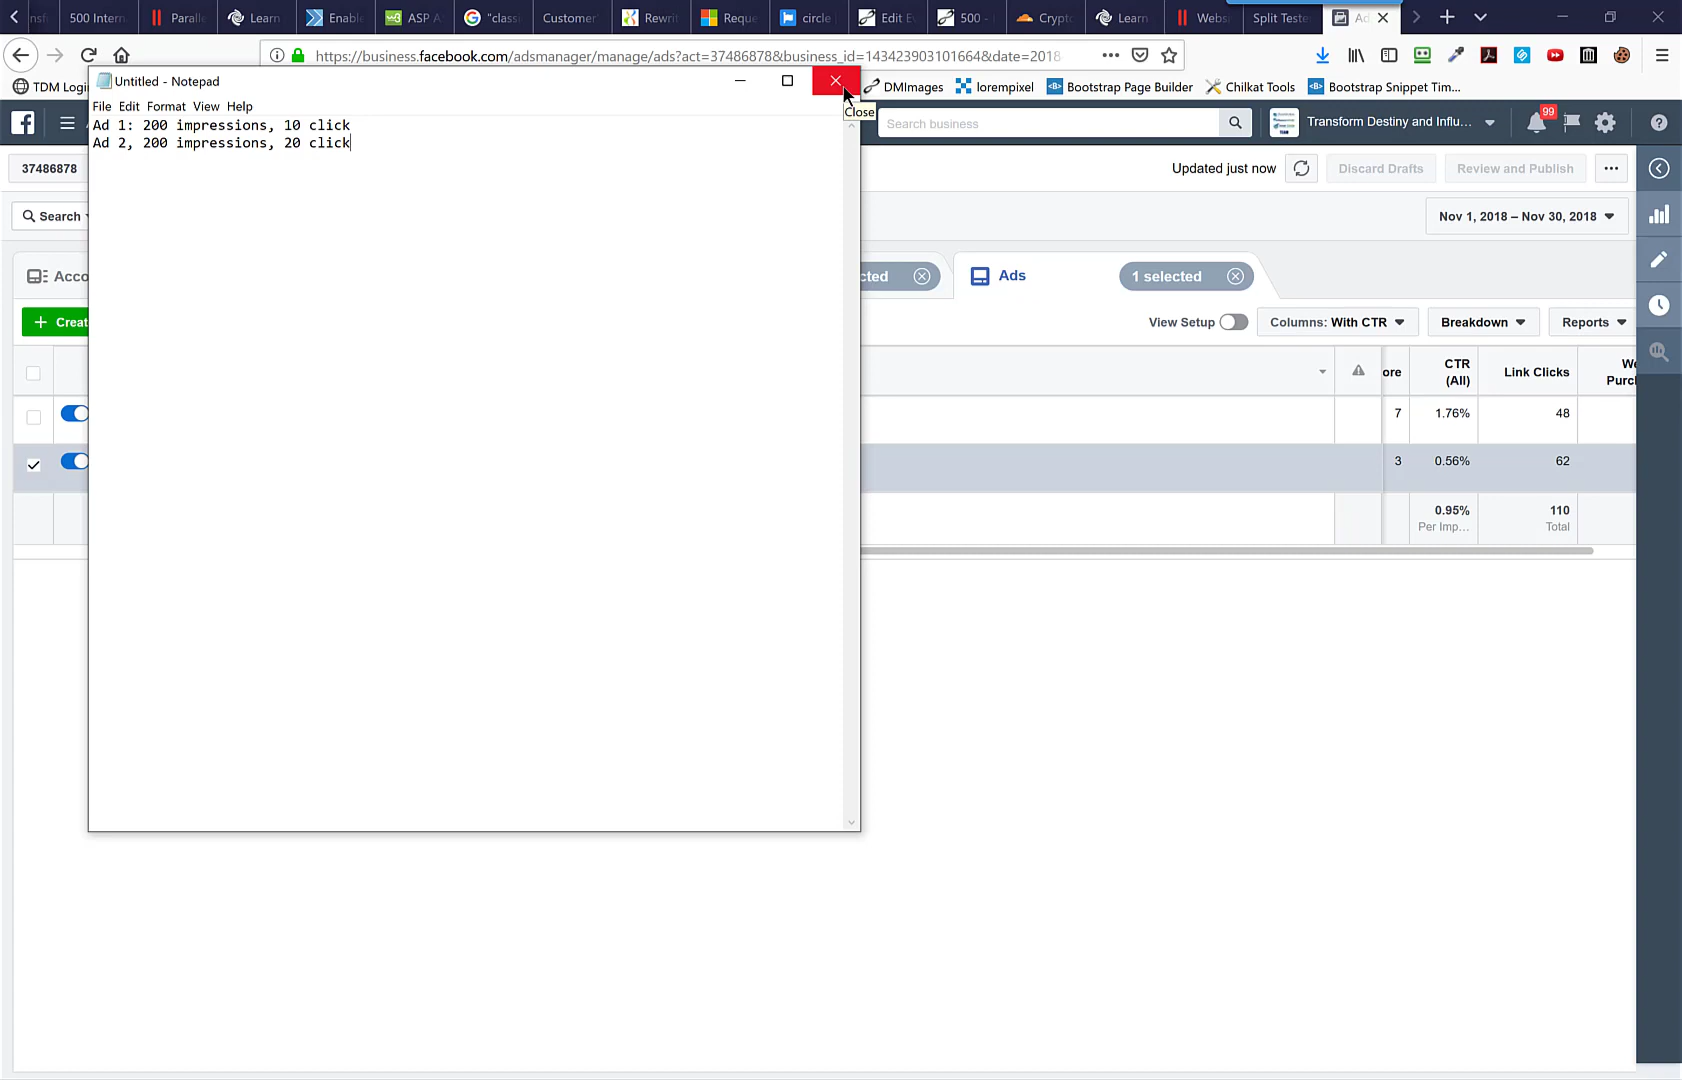 500 Intern
Paralle
Learn
Enable
ASP A
"classi
Customer
Rewrit
Reque
circle
Edit E
500 -
Crypto
Learn
Websi
Split Teste
Ad
https://business.facebook.com/adsmanager/manage/ads?act=37486878&business_id=143423903101664&date=2018
TDM Logi
DMImages
lorempixel
Bootstrap Page Builder
Chilkat Tools
Bootstrap Snippet Tim...
Untitled - Notepad
Close
File Edit Format View Help
Ad 1: 200 impressions, 10 click
Ad 2, 200 impressions, 20 click
Search business
Transform Destiny and Influ...
99
37486878
Updated just now
Discard Drafts
Review and Publish
Search
Nov 1, 2018 – Nov 30, 2018
Acco
cted
Ads
1 selected
+ Creat
View Setup
Columns: With CTR
Breakdown
Reports
ore
CTR (All)
Link Clicks
We
Purcl
7 1.76% 48
3 0.56% 62
0.95% 110
Per Imp... Total